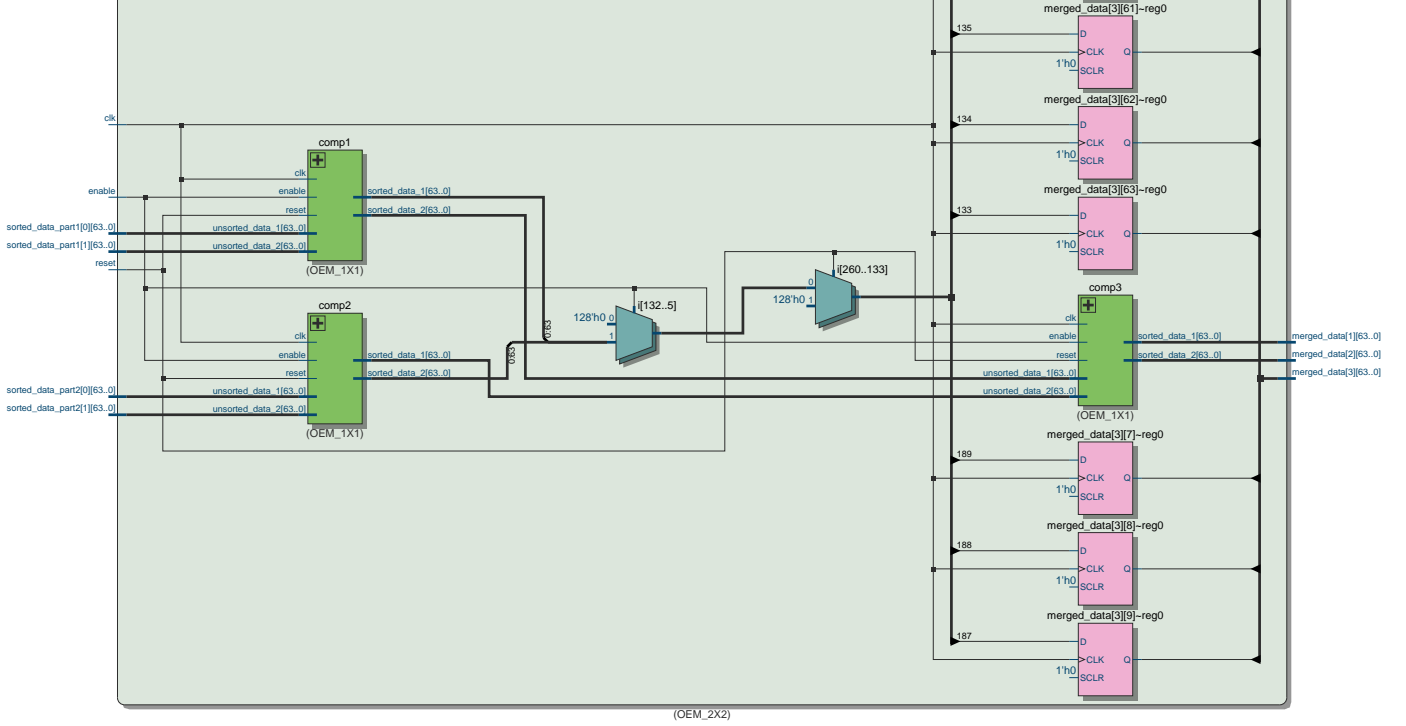 merged_data[3][61]~reg0
135
D
CLK
Q
1'h0
SCLR
merged_data[3][62]~reg0
clk
134
D
CLK
Q
1'h0
SCLR
comp1
clk
enable
enable
sorted_data_1[63..0]
reset
sorted_data_2[63..0]
sorted_data_part1[0][63..0]
unsorted_data_1[63..0]
sorted_data_part1[1][63..0]
unsorted_data_2[63..0]
reset
(OEM_1X1)
merged_data[3][63]~reg0
133
D
CLK
Q
1'h0
SCLR
i[260..133]
0
128'h0
1
i[132..5]
128'h0
0
1
0:63
0:63
comp2
clk
enable
sorted_data_1[63..0]
reset
sorted_data_2[63..0]
sorted_data_part2[0][63..0]
unsorted_data_1[63..0]
sorted_data_part2[1][63..0]
unsorted_data_2[63..0]
(OEM_1X1)
comp3
clk
enable
sorted_data_1[63..0]
merged_data[1][63..0]
reset
sorted_data_2[63..0]
merged_data[2][63..0]
unsorted_data_1[63..0]
merged_data[3][63..0]
unsorted_data_2[63..0]
(OEM_1X1)
merged_data[3][7]~reg0
189
D
CLK
Q
1'h0
SCLR
merged_data[3][8]~reg0
188
D
CLK
Q
1'h0
SCLR
merged_data[3][9]~reg0
187
D
CLK
Q
1'h0
SCLR
(OEM_2X2)